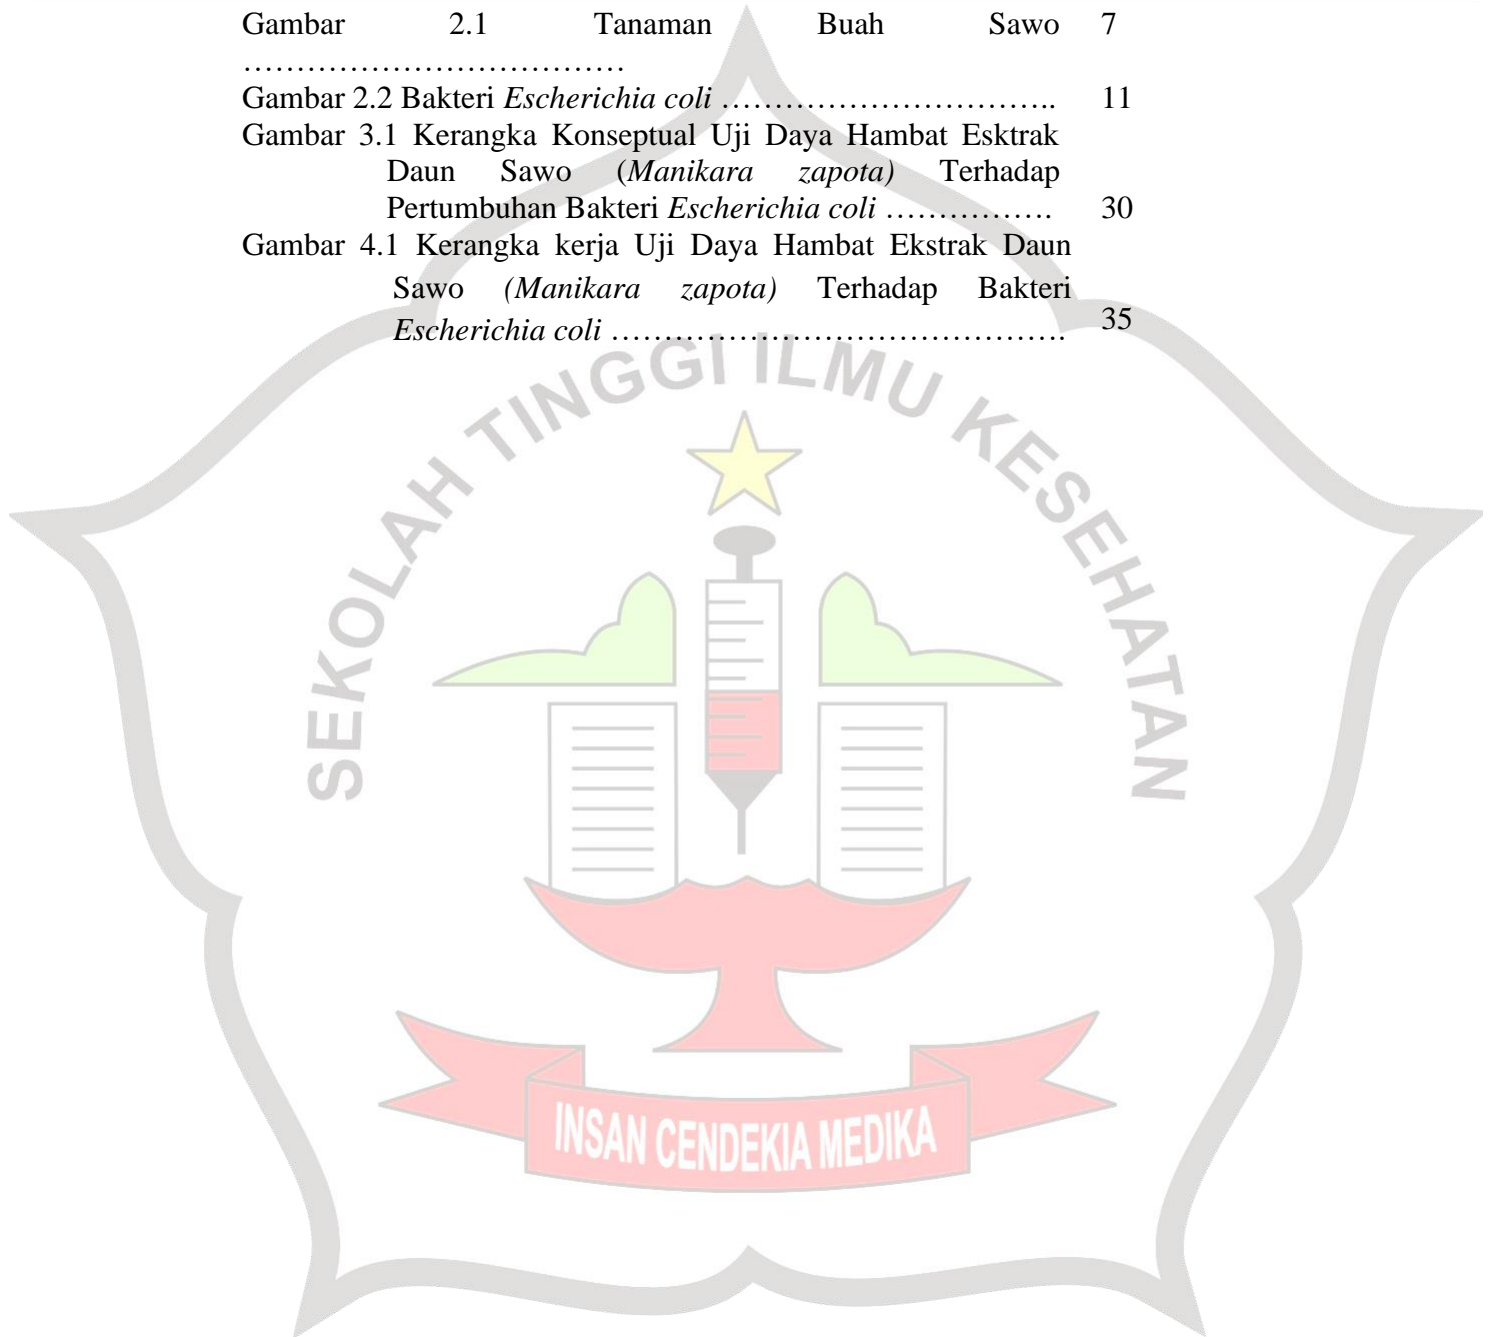 Gambar 2.1 Tanaman Buah Sawo 7
………………………………
Gambar 2.2 Bakteri Escherichia coli ………………………….. 11
Gambar 3.1 Kerangka Konseptual Uji Daya Hambat Esktrak
Daun Sawo (Manikara zapota) Terhadap
Pertumbuhan Bakteri Escherichia coli ……………. 30
Gambar 4.1 Kerangka kerja Uji Daya Hambat Ekstrak Daun
Sawo (Manikara zapota) Terhadap Bakteri
Escherichia coli ……………………………………. 35
SEKOLAH TINGGI ILMU KESEHATAN
INSAN CENDEKIA MEDIKA